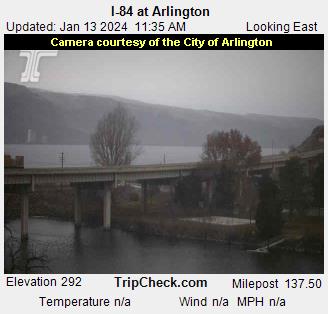 I-84 at Arlington
Updated: Jan 13 2024 11:35 AM Looking East
Camera courtesy of the City of Arlington
Elevation 292 TripCheck.com Milepost 137.50
Temperature n/a Wind n/a MPH n/a